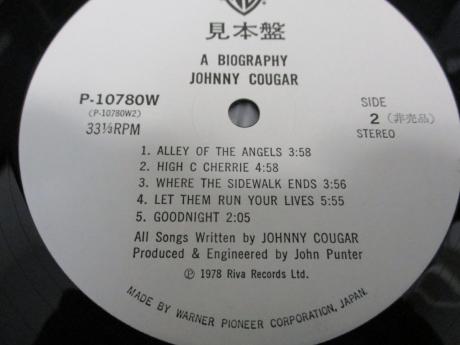 見本盤
A BIOGRAPHY
JOHNNY COUGAR
P-10780W
(P-10780W2)
33⅓RPM
SIDE
2 (非売品)
STEREO
1. ALLEY OF THE ANGELS 3:58
2. HIGH C CHERRIE 4:58
3. WHERE THE SIDEWALK ENDS 3:56
4. LET THEM RUN YOUR LIVES 5:55
5. GOODNIGHT 2:05
All Songs Written by JOHNNY COUGAR
Produced & Engineered by John Punter
℗ 1978 Riva Records Ltd.
MADE BY WARNER PIONEER CORPORATION, JAPAN.